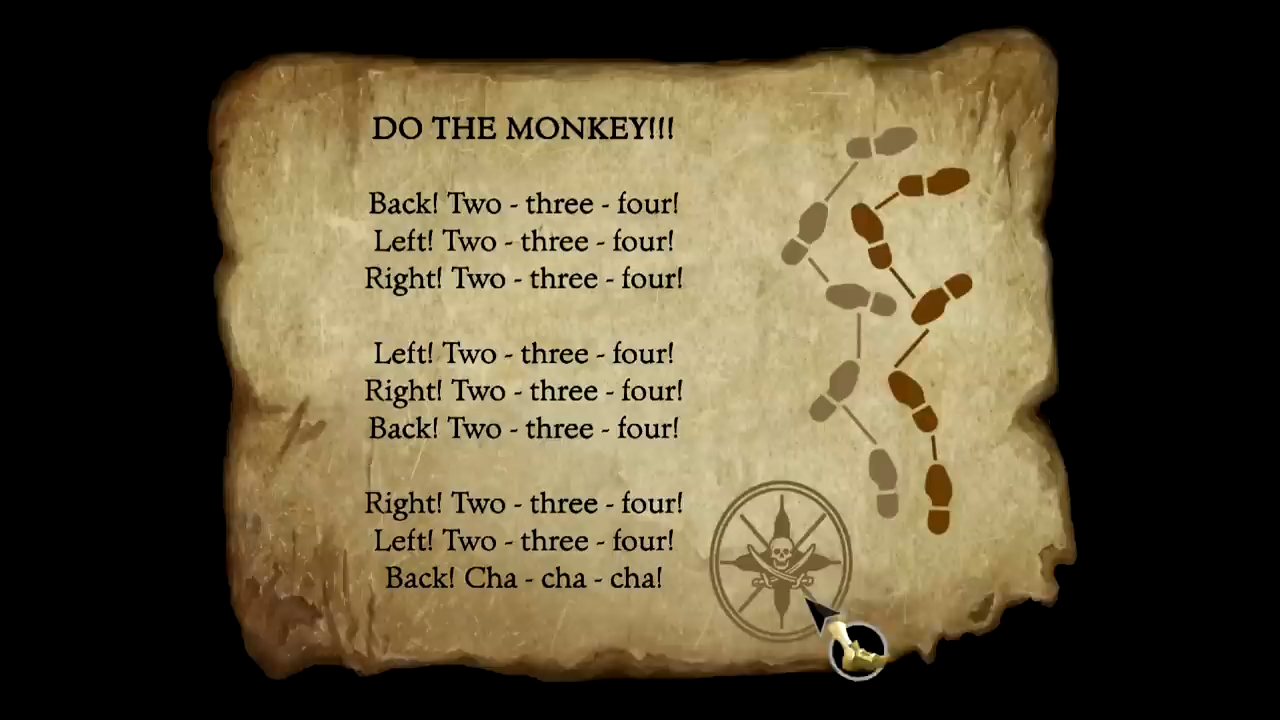 DO THE MONKEY!!!
Back! Two - three - four!
Left! Two - three - four!
Right! Two - three - four!
Left! Two - three - four!
Right! Two - three - four!
Back! Two - three - four!
Right! Two - three - four!
Left! Two - three - four!
Back! Cha - cha - cha!